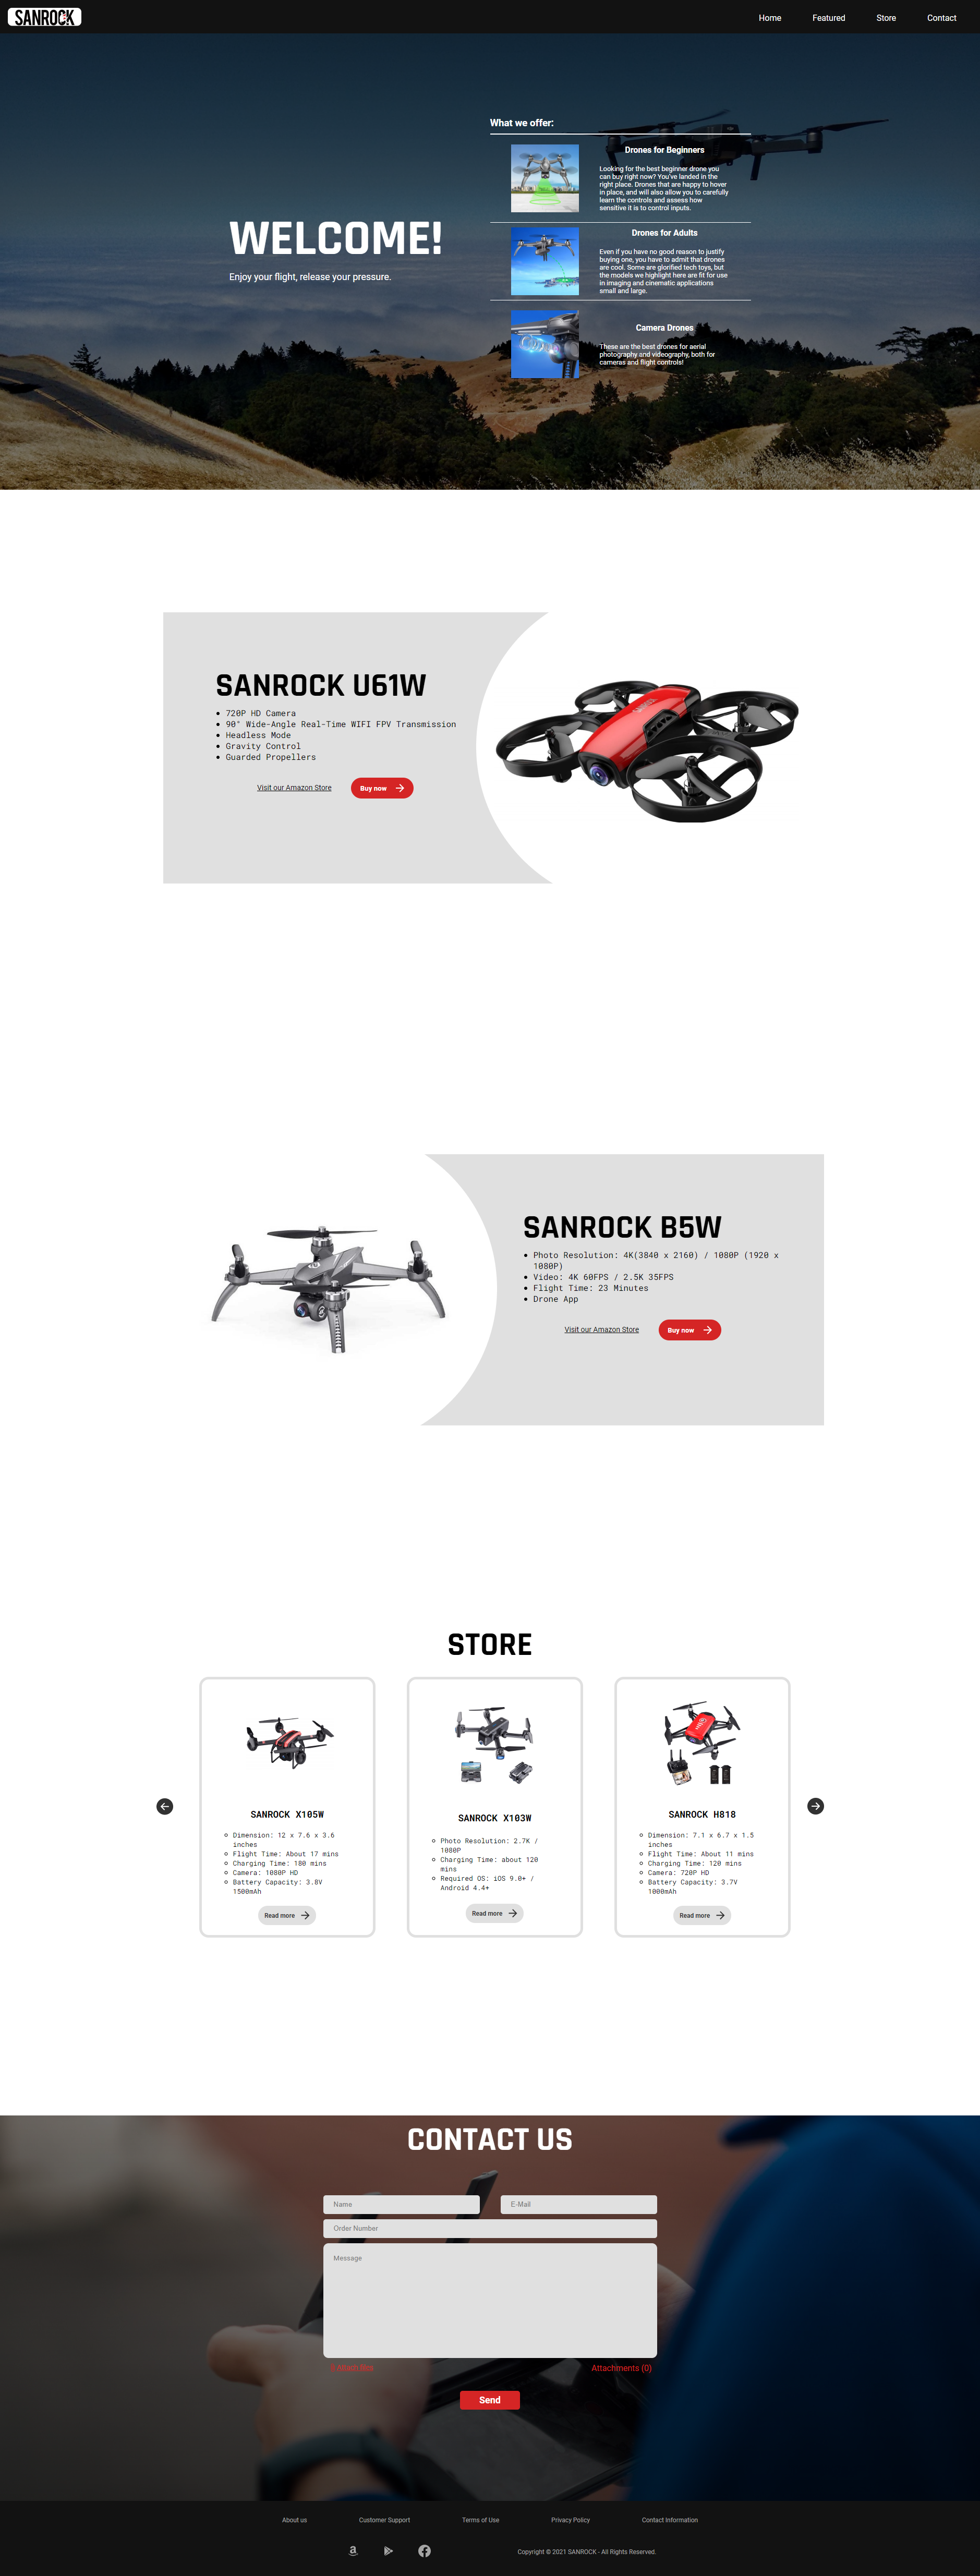 SANROCK
Home
Featured
Store
Contact
What we offer:
Drones for Beginners
Looking for the best beginner drone you
can buy right now? You've landed in the
right place. Drones that are happy to hover
in place, and will also allow you to carefully
learn the controls and assess how
sensitive it is to control inputs.
WELCOME!
Enjoy your flight, release your pressure.
Drones for Adults
Even if you have no good reason to justify
buying one, you have to admit that drones
are cool. Some are glorified tech toys, but
the models we highlight here are fit for use
in imaging and cinematic applications
small and large.
Camera Drones
These are the best drones for aerial
photography and videography, both for
cameras and flight controls!
SANROCK U61W
720P HD Camera
90° Wide-Angle Real-Time WIFI FPV Transmission
Headless Mode
Gravity Control
Guarded Propellers
Visit our Amazon Store
Buy now
SANROCK B5W
Photo Resolution: 4K(3840 x 2160) / 1080P (1920 x
1080P)
Video: 4K 60FPS / 2.5K 35FPS
Flight Time: 23 Minutes
Drone App
Visit our Amazon Store
Buy now
STORE
SANROCK X105W
Dimension: 12 x 7.6 x 3.6
inches
Flight Time: About 17 mins
Charging Time: 180 mins
Camera: 1080P HD
Battery Capacity: 3.8V
1500mAh
Read more
SANROCK X103W
Photo Resolution: 2.7K /
1080P
Charging Time: about 120
mins
Required OS: iOS 9.0+ /
Android 4.4+
Read more
SANROCK H818
Dimension: 7.1 x 6.7 x 1.5
inches
Flight Time: About 11 mins
Charging Time: 120 mins
Camera: 720P HD
Battery Capacity: 3.7V
1000mAh
Read more
CONTACT US
Name
E-Mail
Order Number
Message
Attachments (0)
Send
About us
Customer Support
Terms of Use
Privacy Policy
Contact Information
Copyright © 2021 SANROCK - All Rights Reserved.